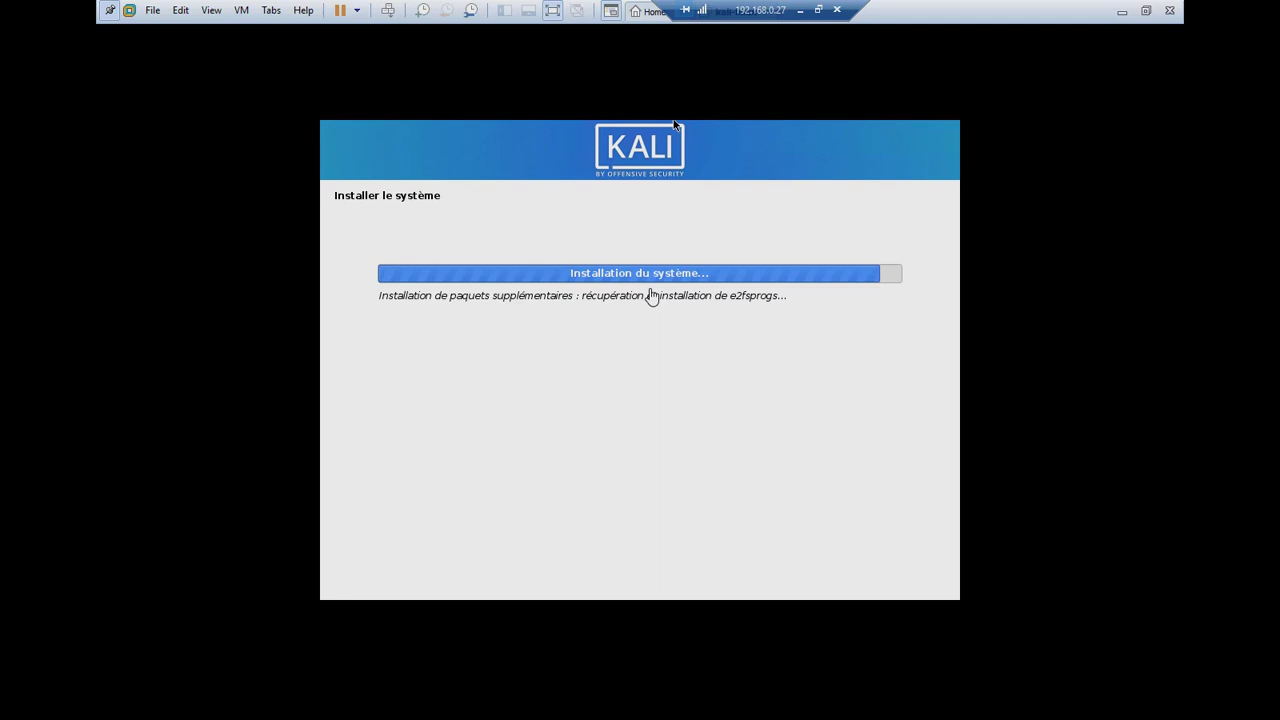 File Edit View VM Tabs Help
Home
192.168.0.27
KALI
BY OFFENSIVE SECURITY
Installer le système
Installation du système...
Installation de paquets supplémentaires : récupération installation de e2fsprogs...